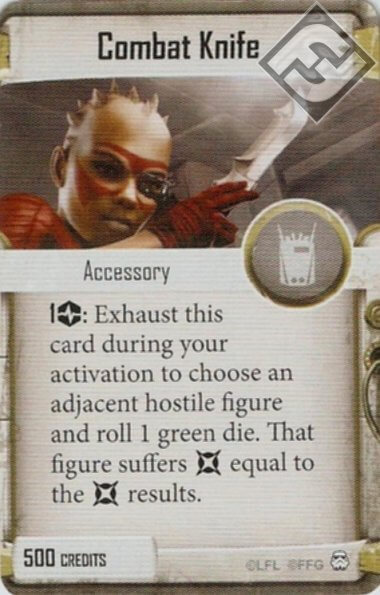 Combat Knife
Accessory
1: Exhaust this
card during your
activation to choose an
adjacent hostile figure
and roll 1 green die. That
figure suffers equal to
the results.
500 CREDITS
©LFL ©FFG